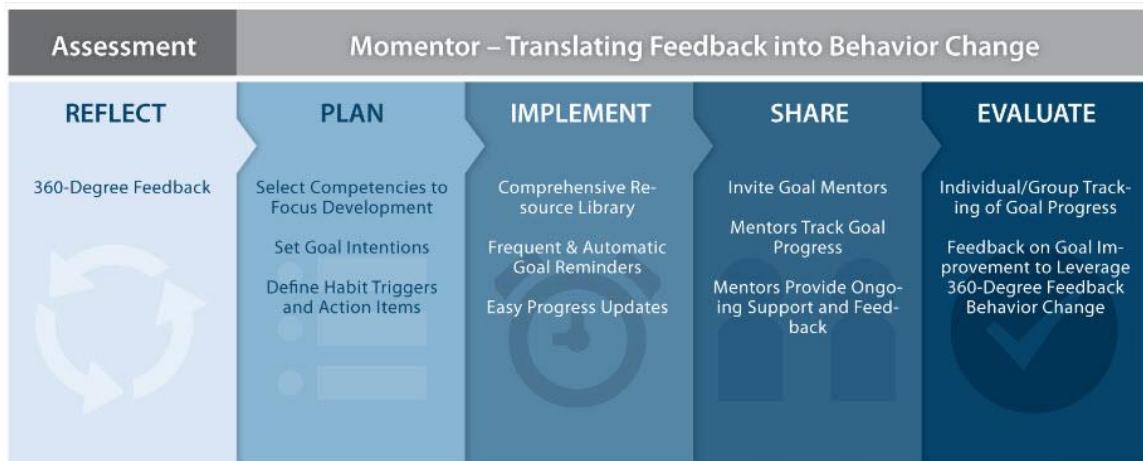 Assessment
Momentor – Translating Feedback into Behavior Change
REFLECT
360-Degree Feedback
PLAN
Select Competencies to
Focus Development
Set Goal Intentions
Define Habit Triggers
and Action Items
IMPLEMENT
Comprehensive Re-
source Library
Frequent & Automatic
Goal Reminders
Easy Progress Updates
SHARE
Invite Goal Mentors
Mentors Track Goal
Progress
Mentors Provide Ongo-
ing Support and Feed-
back
EVALUATE
Individual/Group Track-
ing of Goal Progress
Feedback on Goal Im-
provement to Leverage
360-Degree Feedback
Behavior Change